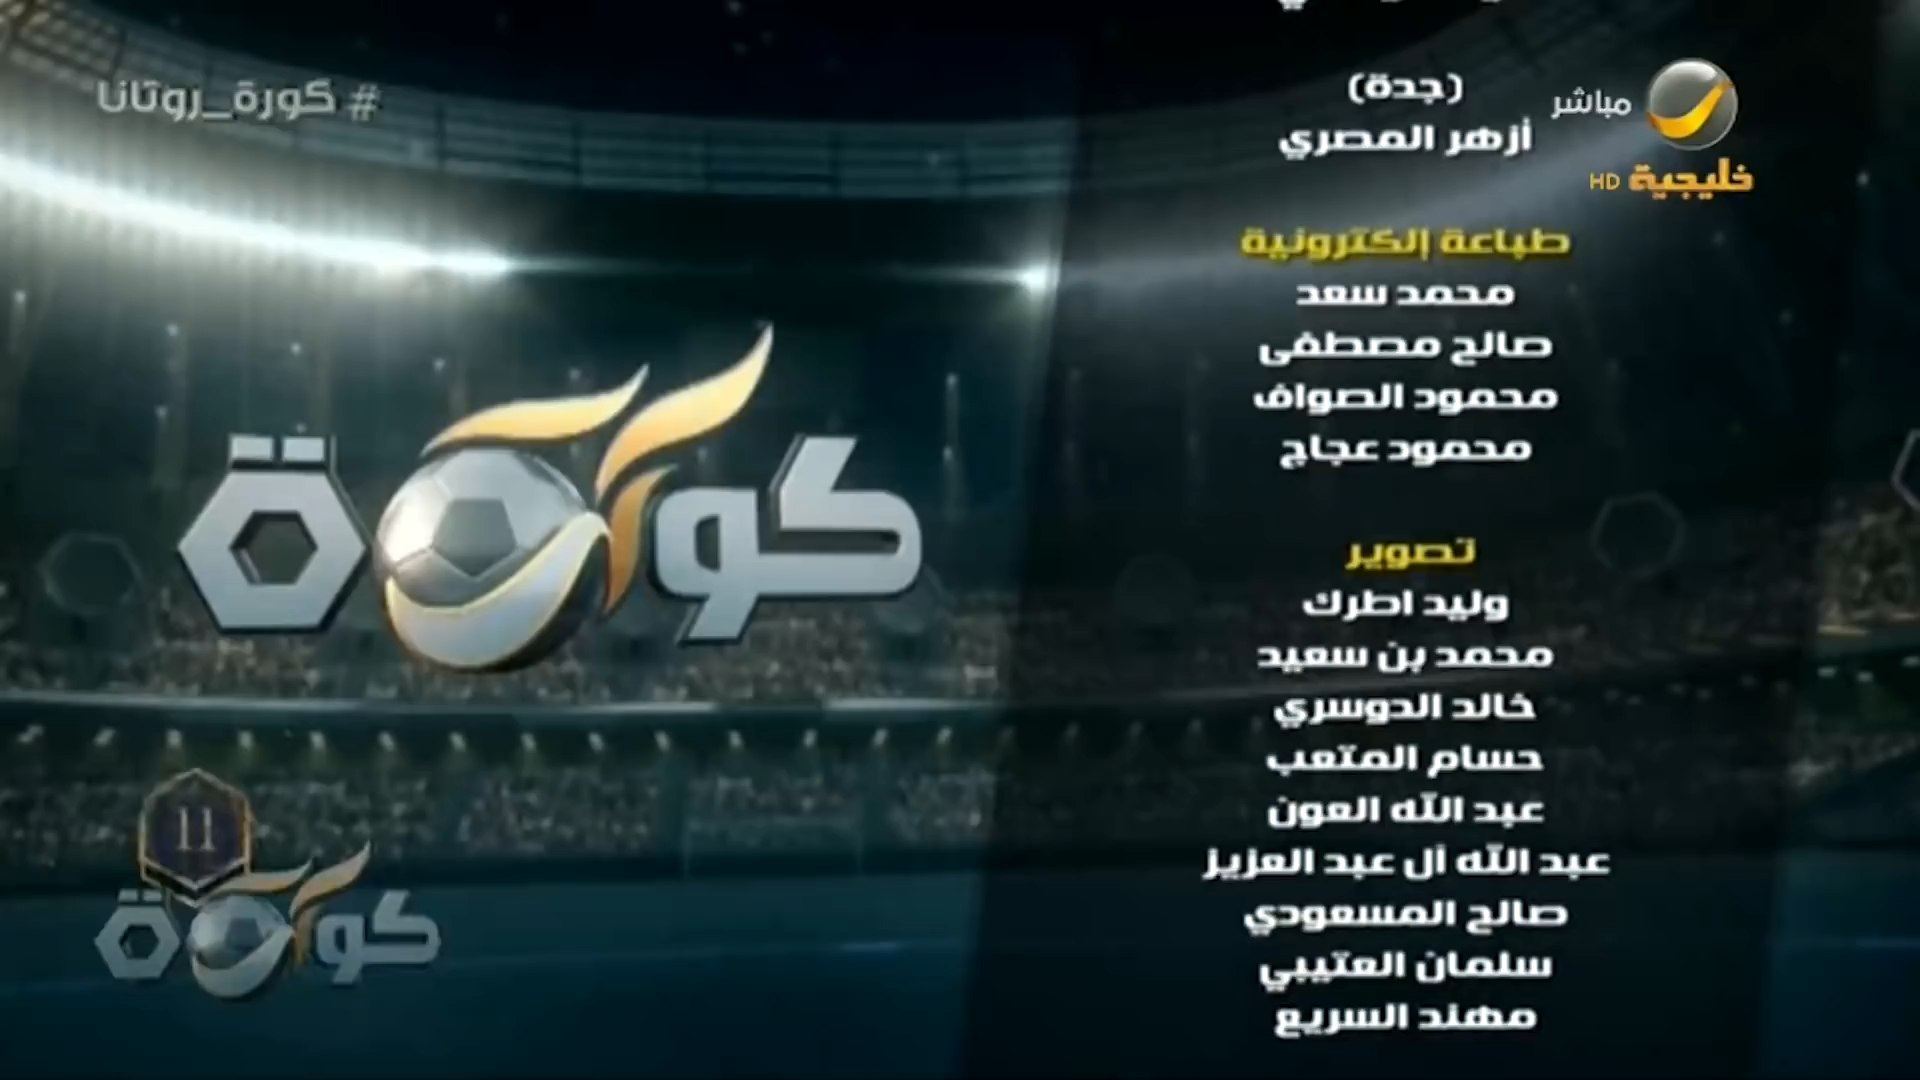 # كورة_روتانا
مباشر
خليجية HD
(جدة)
أزهر المصري
طباعة إلكترونية
محمد سعد
صالح مصطفى
محمود الصواف
محمود عجاج
تصوير
وليد اطرك
محمد بن سعيد
خالد الدوسري
حسام المتعب
عبد الله العون
عبد الله آل عبد العزيز
صالح المسعودي
سلمان العتيبي
مهند السريع
كورة
11
كورة